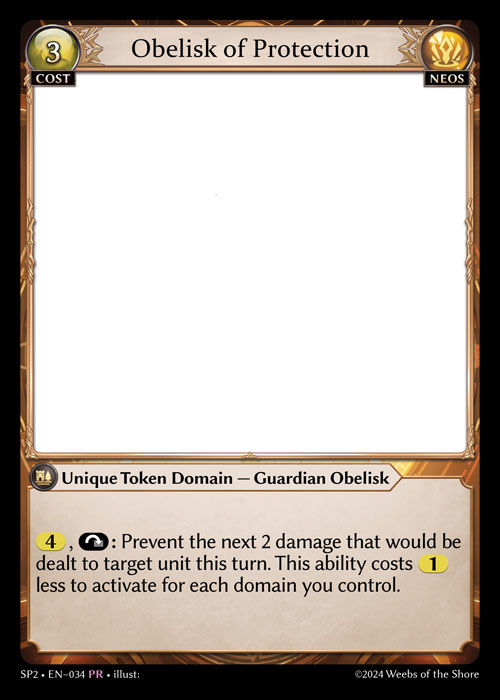 3
Obelisk of Protection
COST
NEOS
Unique Token Domain — Guardian Obelisk
4 , : Prevent the next 2 damage that would be
dealt to target unit this turn. This ability costs 1
less to activate for each domain you control.
SP2 • EN–034 PR • illust:
©2024 Weebs of the Shore